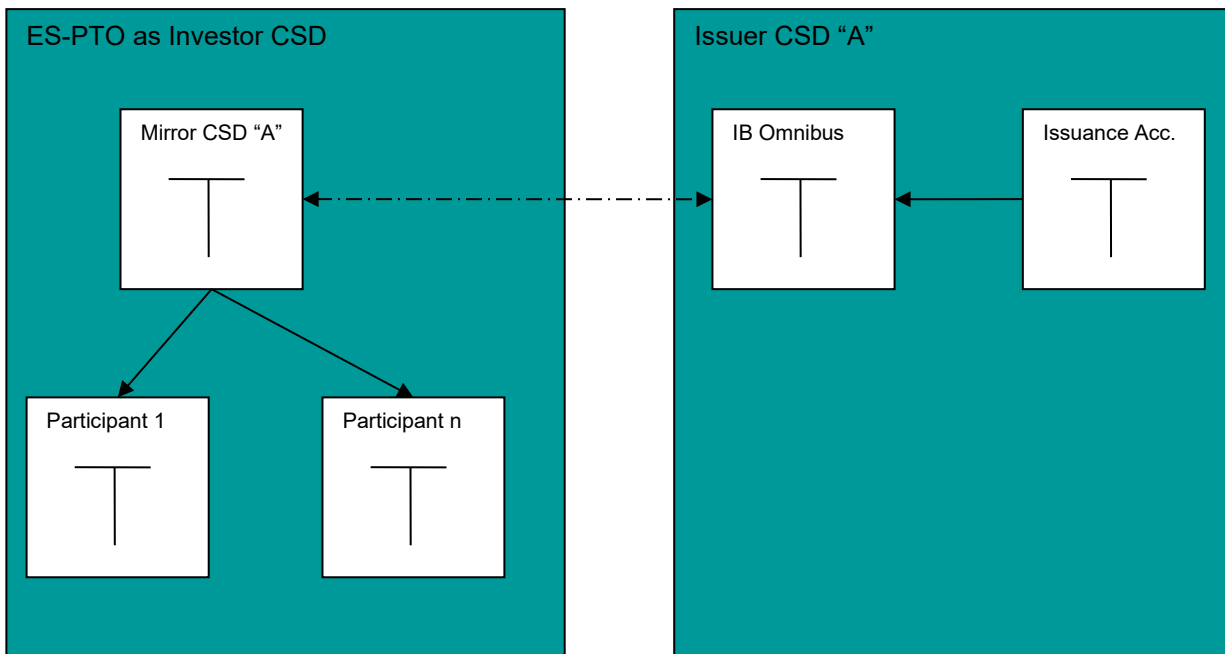 ES-PTO as Investor CSD
Issuer CSD “A”
Mirror CSD “A”
IB Omnibus
Issuance Acc.
Participant 1
Participant n